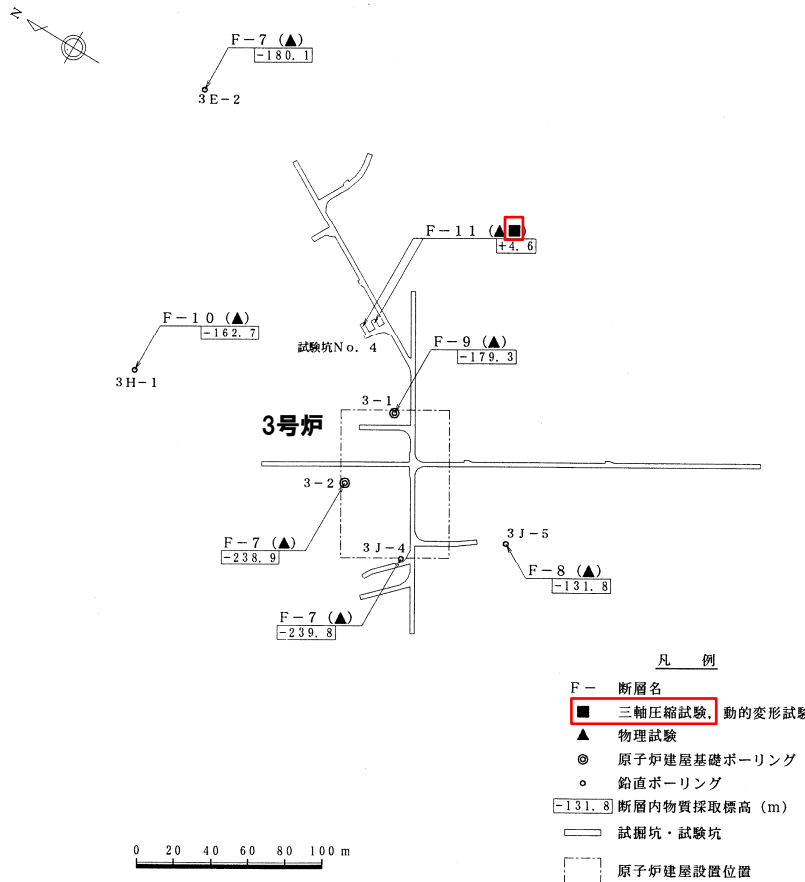 N
F-7 (▲)
-180.1
3E-2
F-11 (▲■)
+4.6
F-10 (▲)
-162.7
試験坑No. 4
F-9 (▲)
-179.3
3H-1
3-1
3号炉
3-2
3J-5
F-7 (▲)
-238.9
3J-4
F-8 (▲)
-131.8
F-7 (▲)
-239.8
凡 例
F- 断層名
■ 三軸圧縮試験, 動的変形試験
▲ 物理試験
◎ 原子炉建屋基礎ボーリング
○ 鉛直ボーリング
-131.8 断層内物質採取標高 (m)
試掘坑・試験坑
原子炉建屋設置位置
0 20 40 60 80 100 m